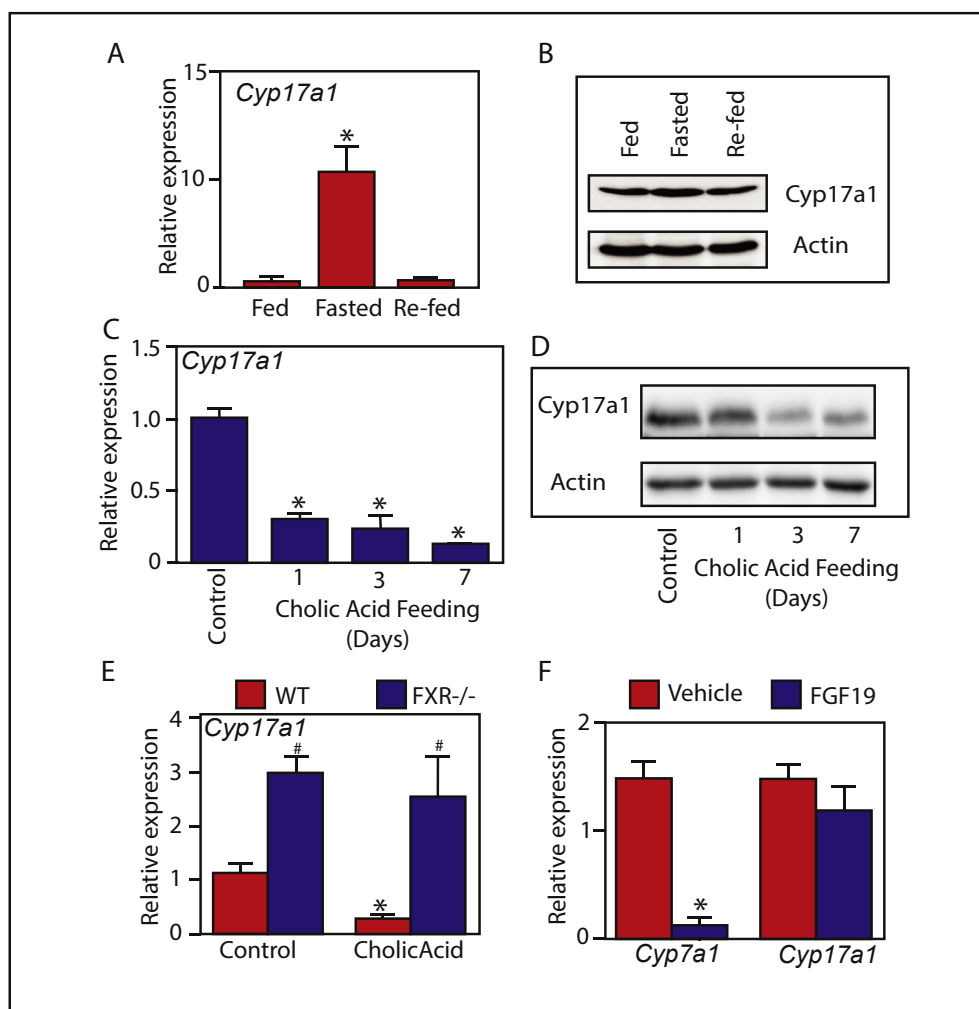 A
Relative expression
15
10
0
Cyp17a1
*
Fed Fasted Re-fed
B
Fed Fasted Re-fed
Cyp17a1
Actin
C
Relative expression
1.5
1.0
0.5
0
Cyp17a1
* * *
Control 1 3 7
Cholic Acid Feeding
(Days)
D
Cyp17a1
Actin
Control 1 3 7
Cholic Acid Feeding
(Days)
E
WT FXR-/-
Relative expression
4
3
2
1
0
Cyp17a1
# * #
Control CholicAcid
F
Vehicle FGF19
Relative expression
2
1
0
*
Cyp7a1 Cyp17a1